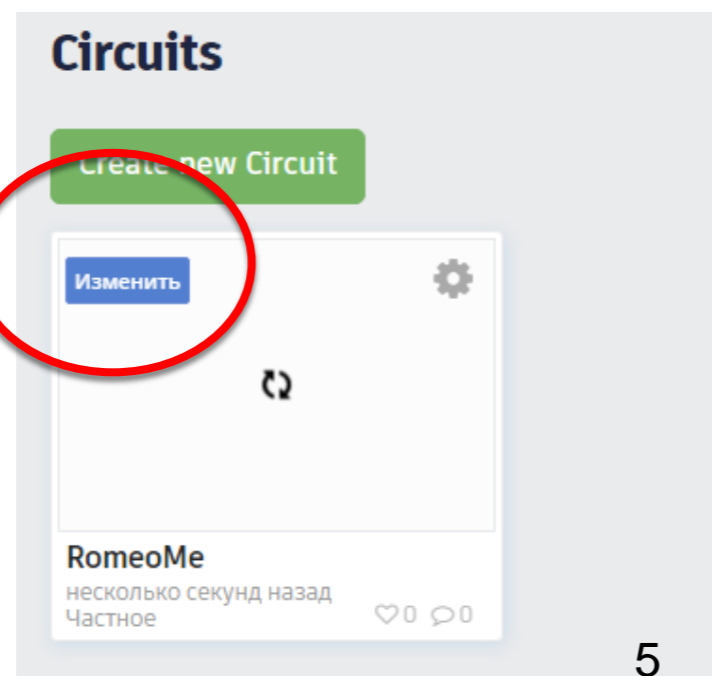 Circuits
Create new Circuit
Изменить
RomeoMe
несколько секунд назад
Частное 0 0
5